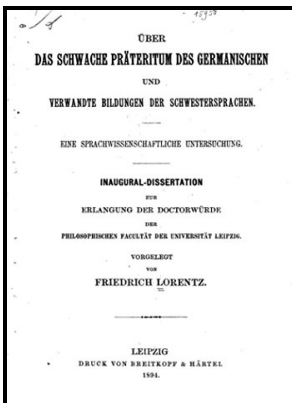 15950
ÜBER
DAS SCHWACHE PRÄTERITUM DES GERMANISCHEN
UND
VERWANDTE BILDUNGEN DER SCHWESTERSPRACHEN.
EINE SPRACHWISSENSCHAFTLICHE UNTERSUCHUNG.
INAUGURAL-DISSERTATION
ZUR
ERLANGUNG DER DOCTORWÜRDE
DER
PHILOSOPHISCHEN FACULTÄT DER UNIVERSITÄT LEIPZIG.
VORGELEGT
VON
FRIEDRICH LORENTZ.
LEIPZIG
DRUCK VON BREITKOPF & HÄRTEL
1894.